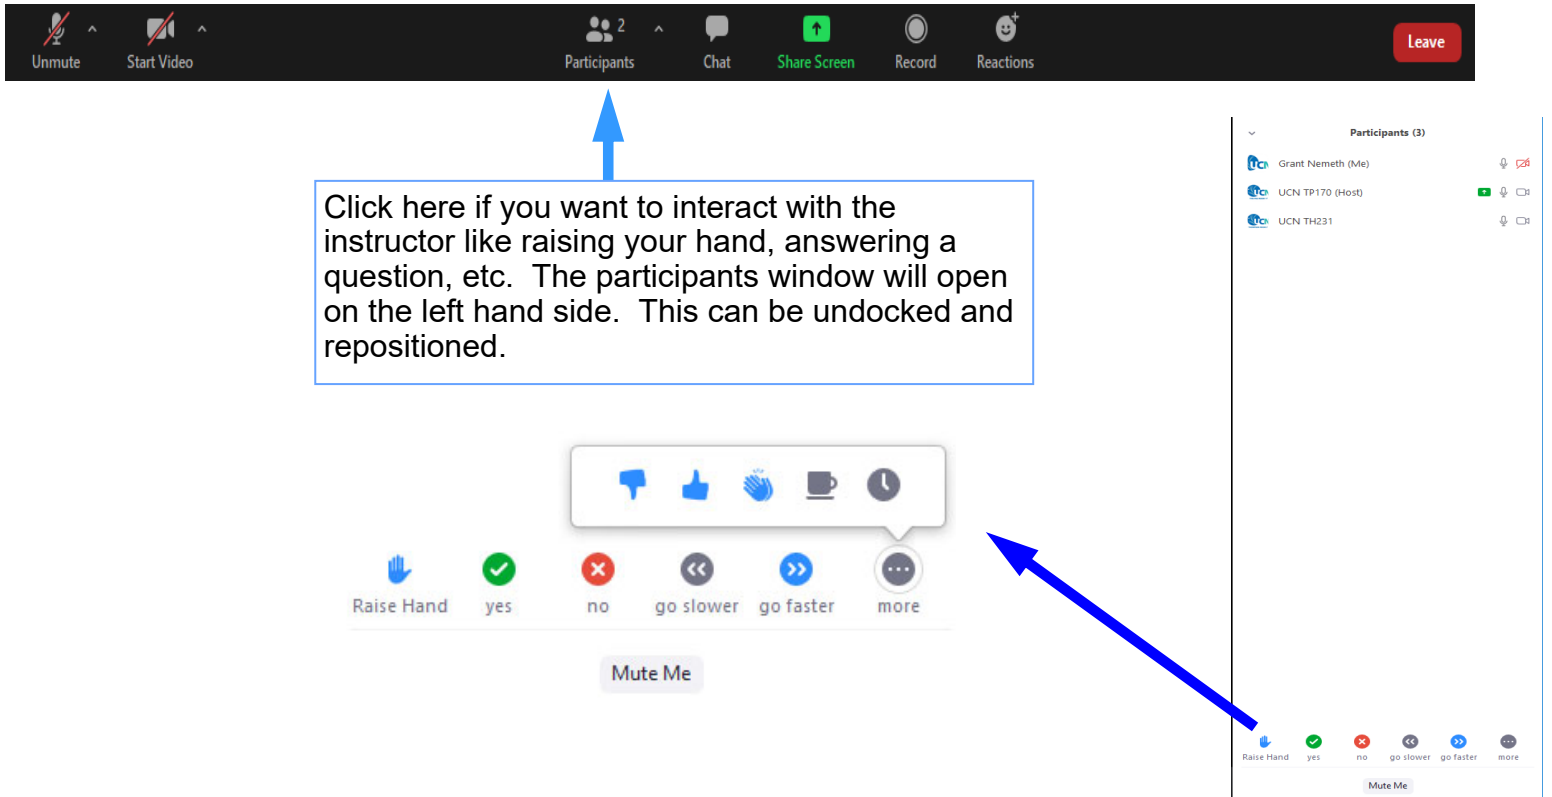 2
Unmute Start Video Participants Chat Share Screen Record Reactions Leave
Participants (3)
Grant Nemeth (Me)
UCN TP170 (Host)
UCN TH231
Click here if you want to interact with the
instructor like raising your hand, answering a
question, etc.  The participants window will open
on the left hand side.  This can be undocked and
repositioned.
Raise Hand yes no go slower go faster more
Mute Me
Raise Hand yes no go slower go faster more
Mute Me